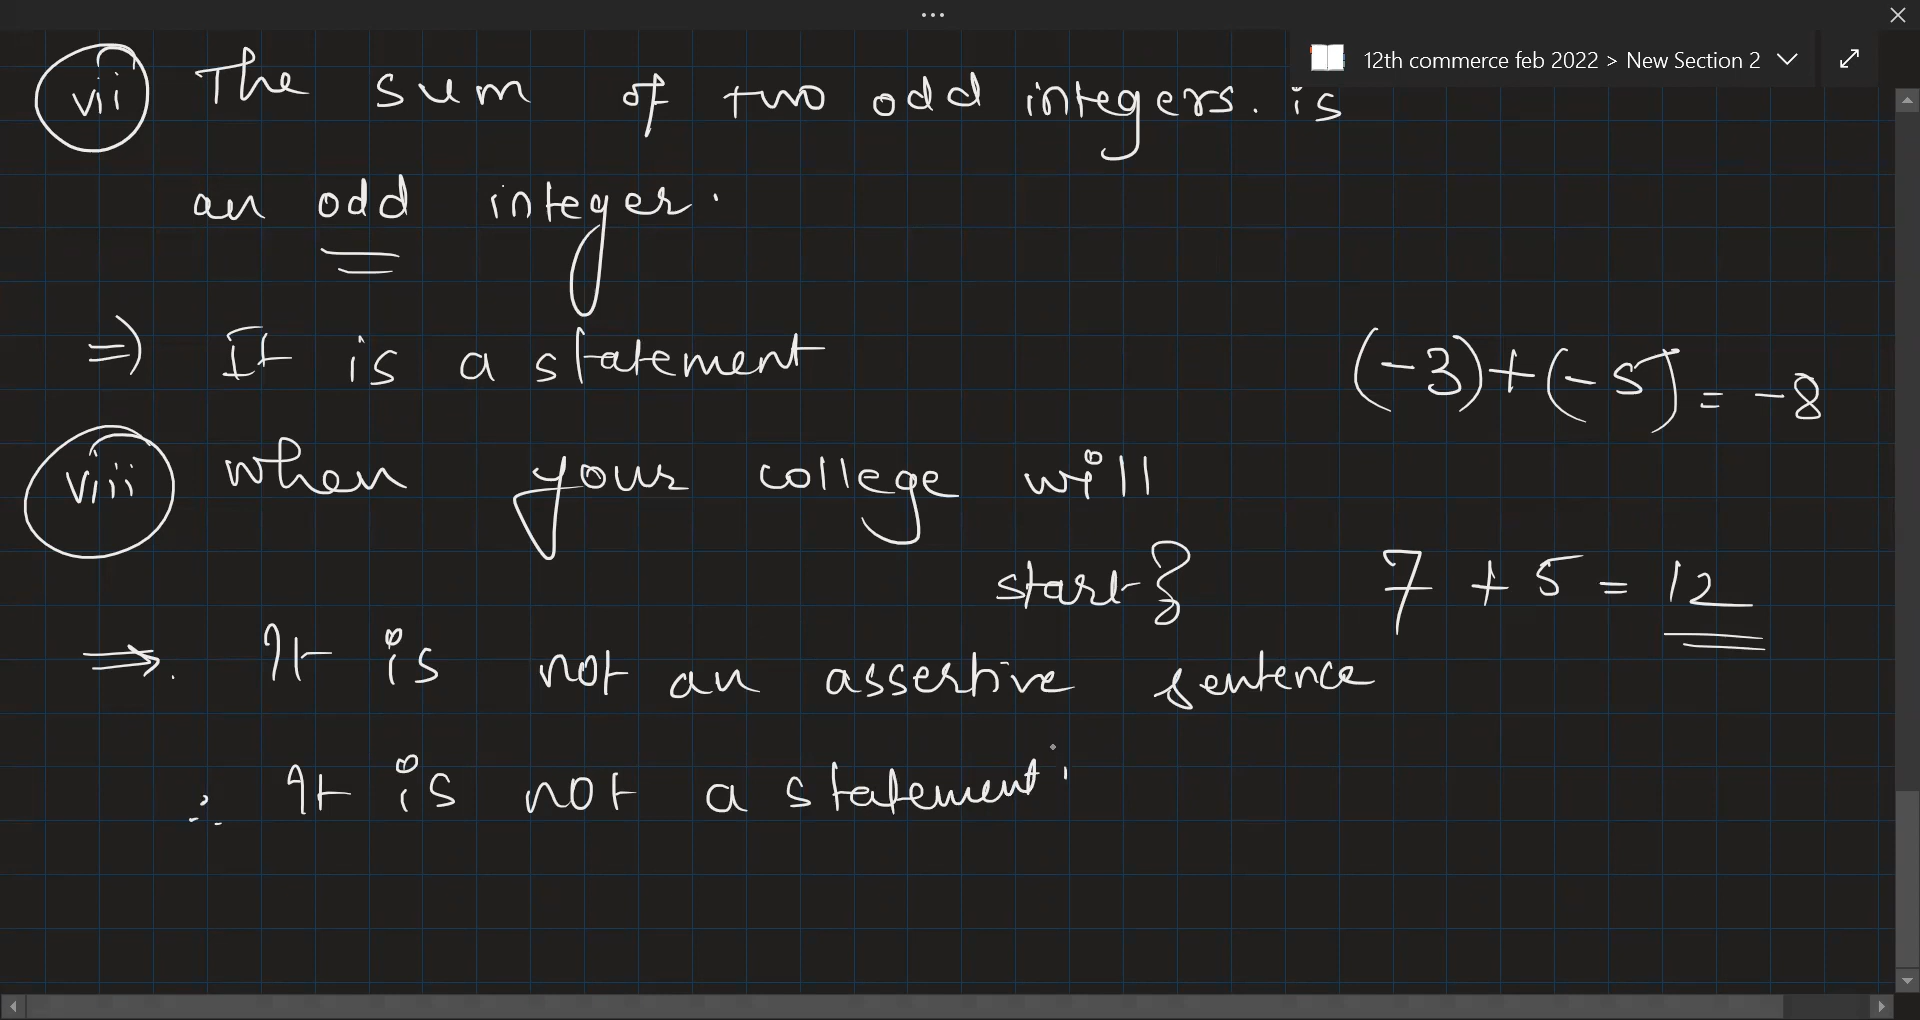 ...
12th commerce feb 2022 > New Section 2
vii The sum of two odd integers. is
an odd integer.
=) It is a statement
(-3)+(-5) = -8
viii when your college will
start?
7 + 5 = 12
⇒. It is not an assertive sentence
∴ It is not a statement.